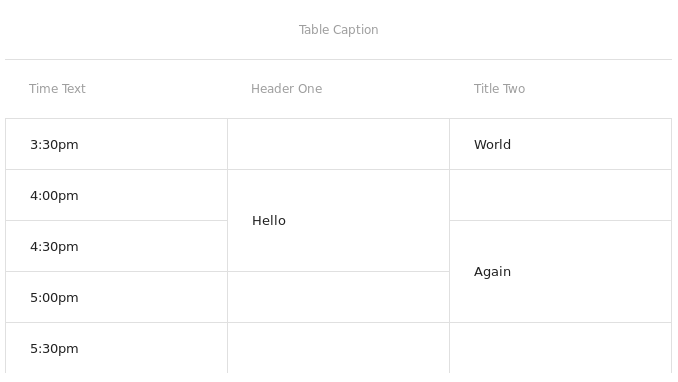 Table Caption
Time Text Header One Title Two
3:30pm World
4:00pm
Hello
4:30pm
Again
5:00pm
5:30pm